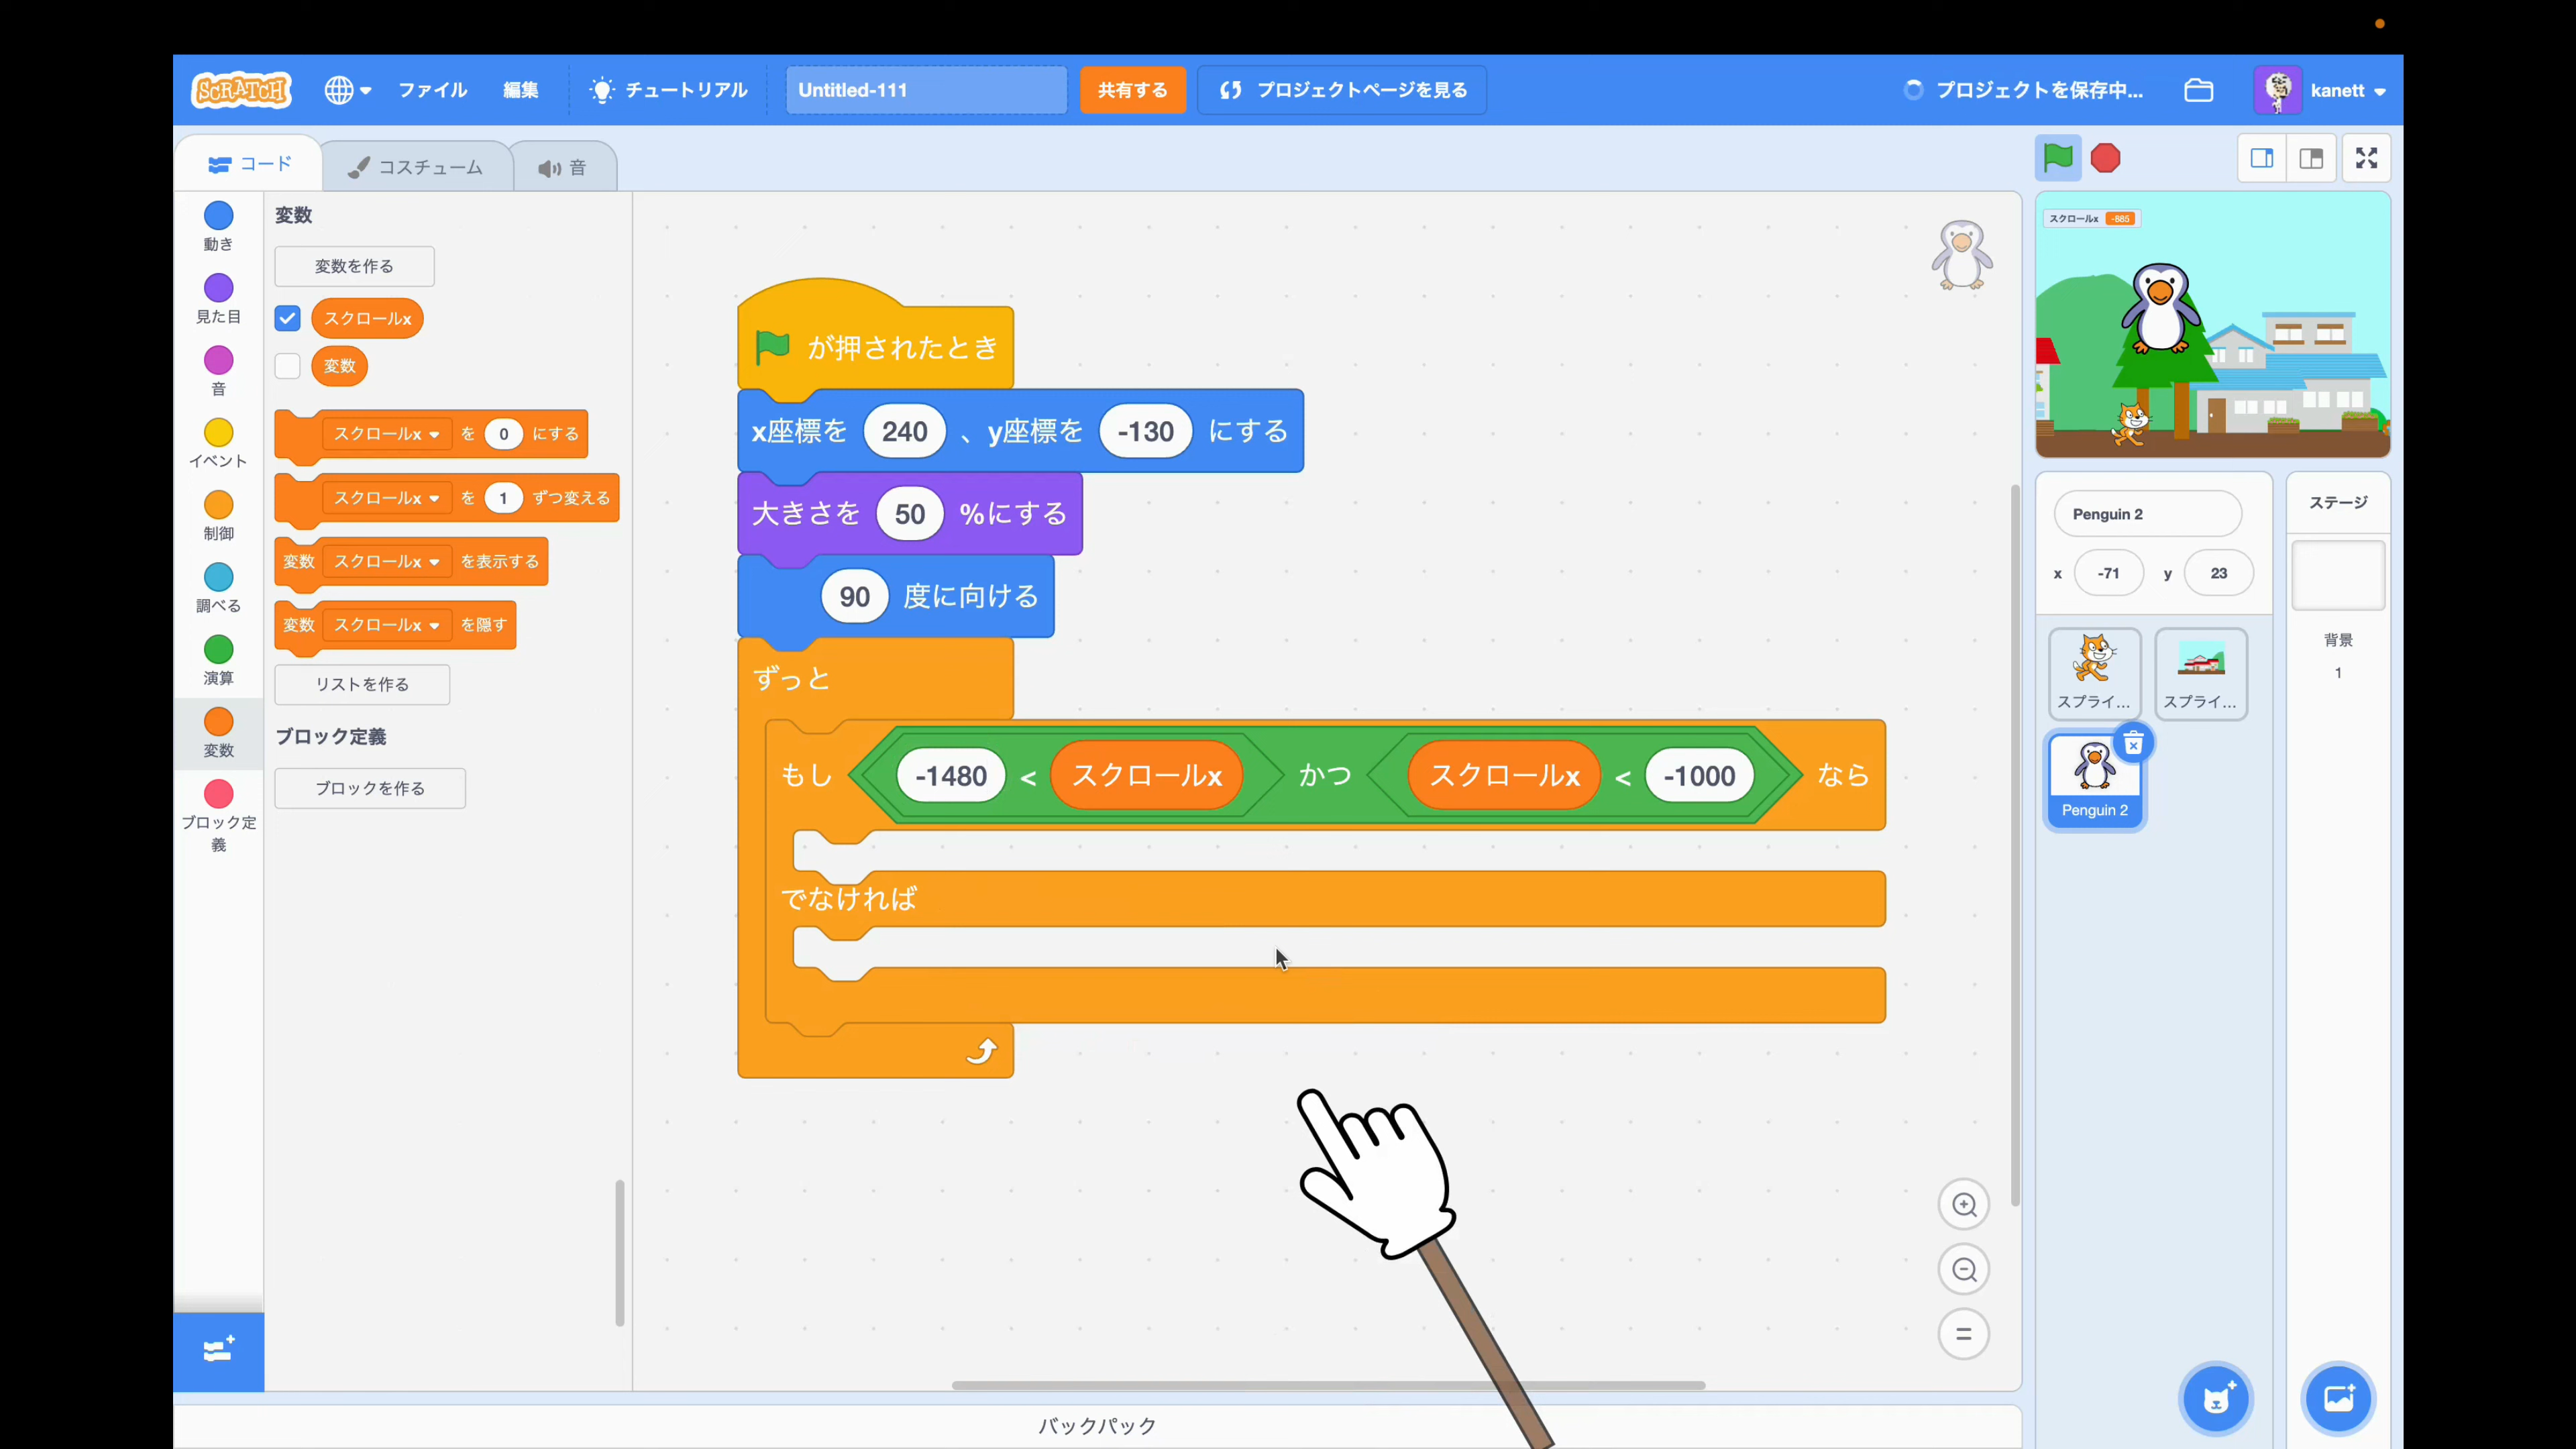 SCRATCH
ファイル
編集
チュートリアル
Untitled-111
共有する
プロジェクトページを見る
プロジェクトを保存中...
kanett
コード
コスチューム
音
動き
見た目
音
イベント
制御
調べる
演算
変数
ブロック定
義
変数
変数を作る
スクロールx
変数
スクロールx を 0 にする
スクロールx を 1 ずつ変える
変数 スクロールx を表示する
変数 スクロールx を隠す
リストを作る
ブロック定義
ブロックを作る
が押されたとき
x座標を 240 、y座標を -130 にする
大きさを 50 %にする
90 度に向ける
ずっと
もし -1480 < スクロールx かつ スクロールx < -1000 なら
でなければ
バックパック
スクロールx -885
Penguin 2
x -71 y 23
スプライ...
スプライ...
Penguin 2
ステージ
背景
1